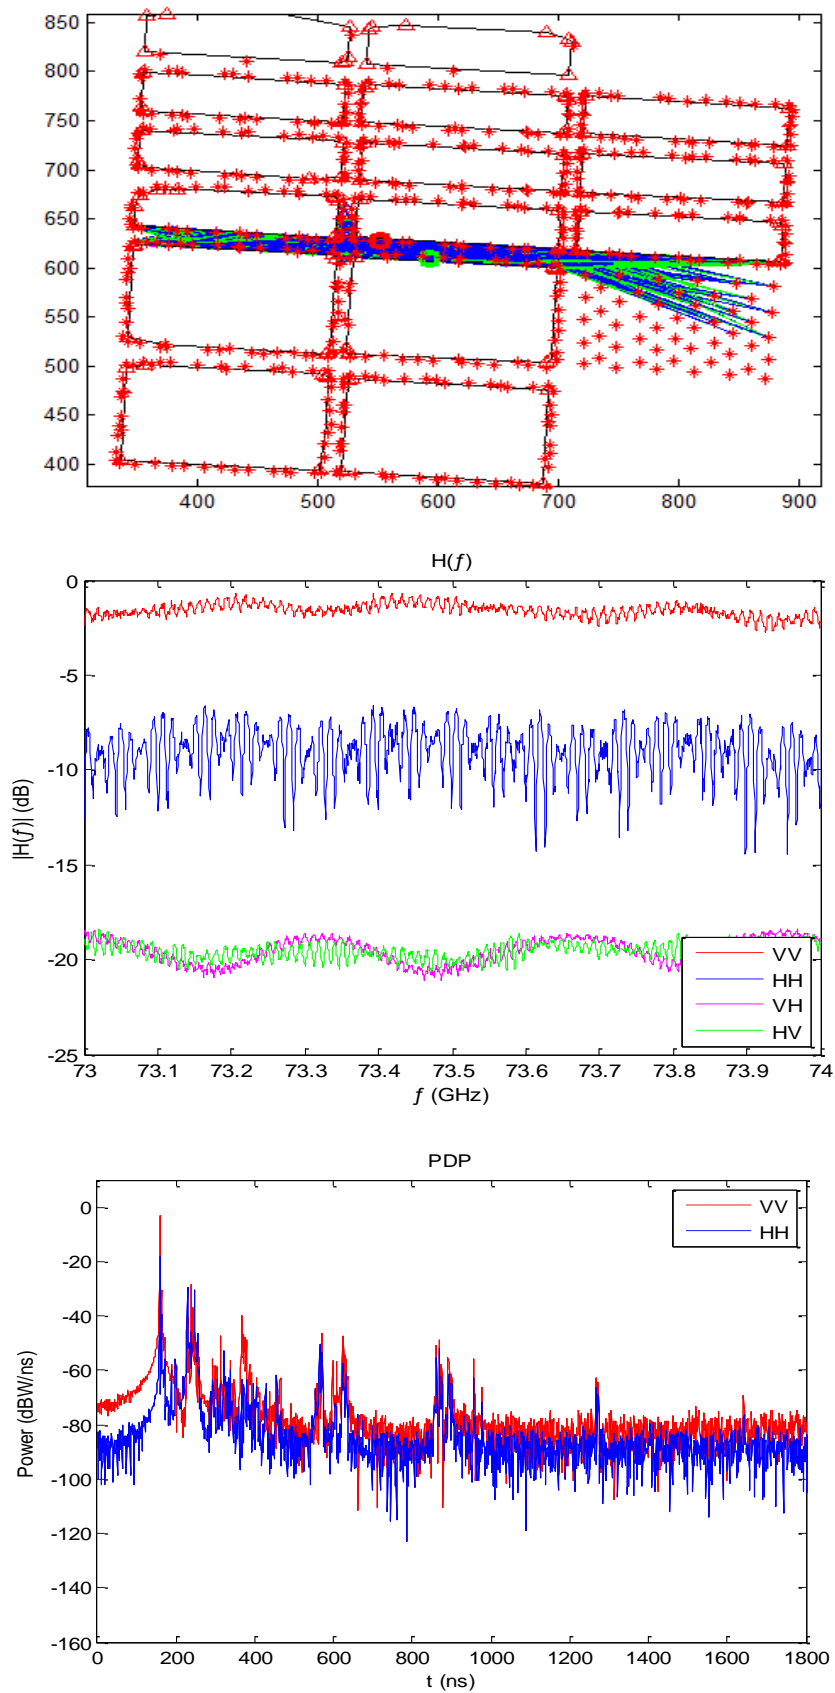 850
800
750
700
650
600
550
500
450
400
400 500 600 700 800 900
H(ƒ)
0
-5
-10
-15
-20
-25
|H(ƒ)| (dB)
VV
HH
VH
HV
73 73.1 73.2 73.3 73.4 73.5 73.6 73.7 73.8 73.9 74
ƒ (GHz)
PDP
0
-20
-40
-60
-80
-100
-120
-140
-160
Power (dBW/ns)
VV
HH
0 200 400 600 800 1000 1200 1400 1600 1800
t (ns)